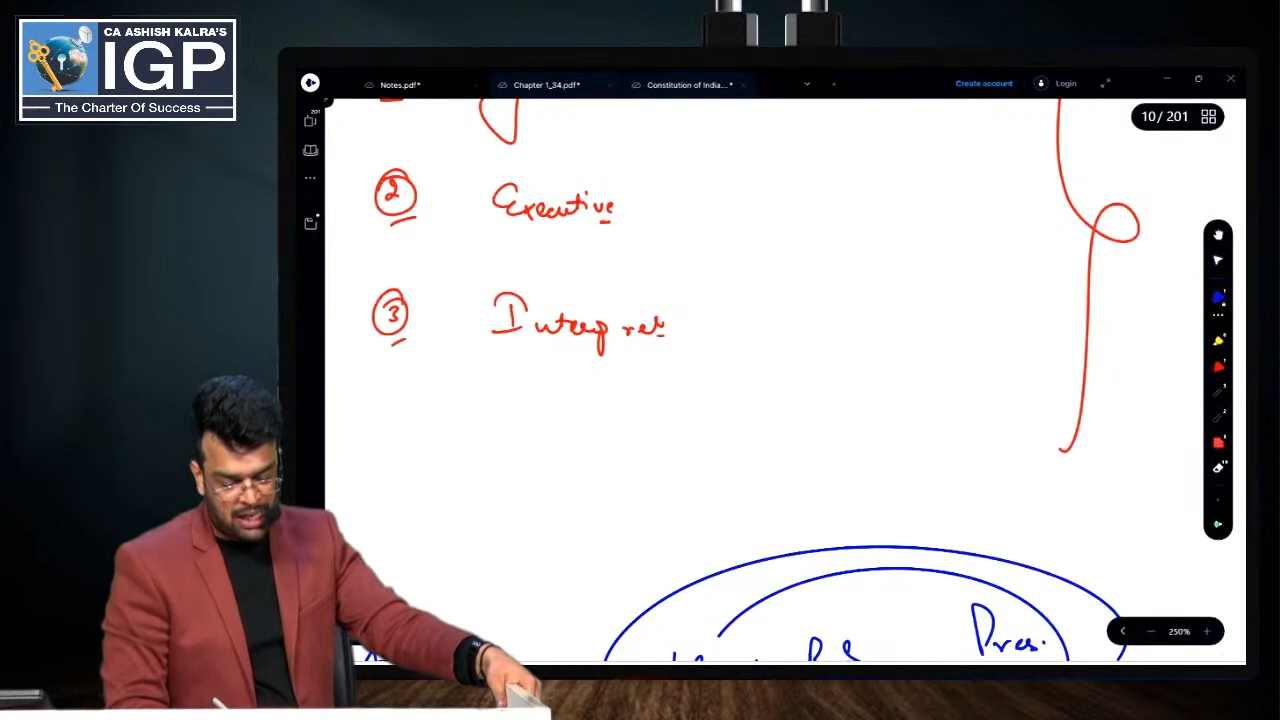 CA ASHISH KALRA'S
IGP
The Charter Of Success
Notes.pdf*
Chapter 1_34.pdf*
Constitution of India....*
Create account
Login
201
10/ 201
2 Executive
3 Interpret
Pres.
250%